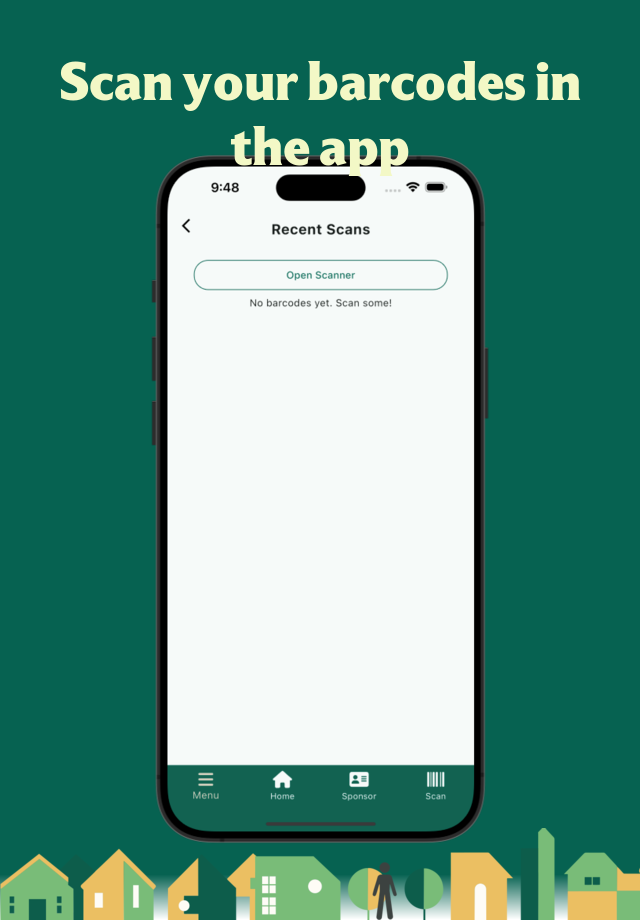 Scan your barcodes in
the app
9:48
Recent Scans
Open Scanner
No barcodes yet. Scan some!
Menu Home Sponsor Scan